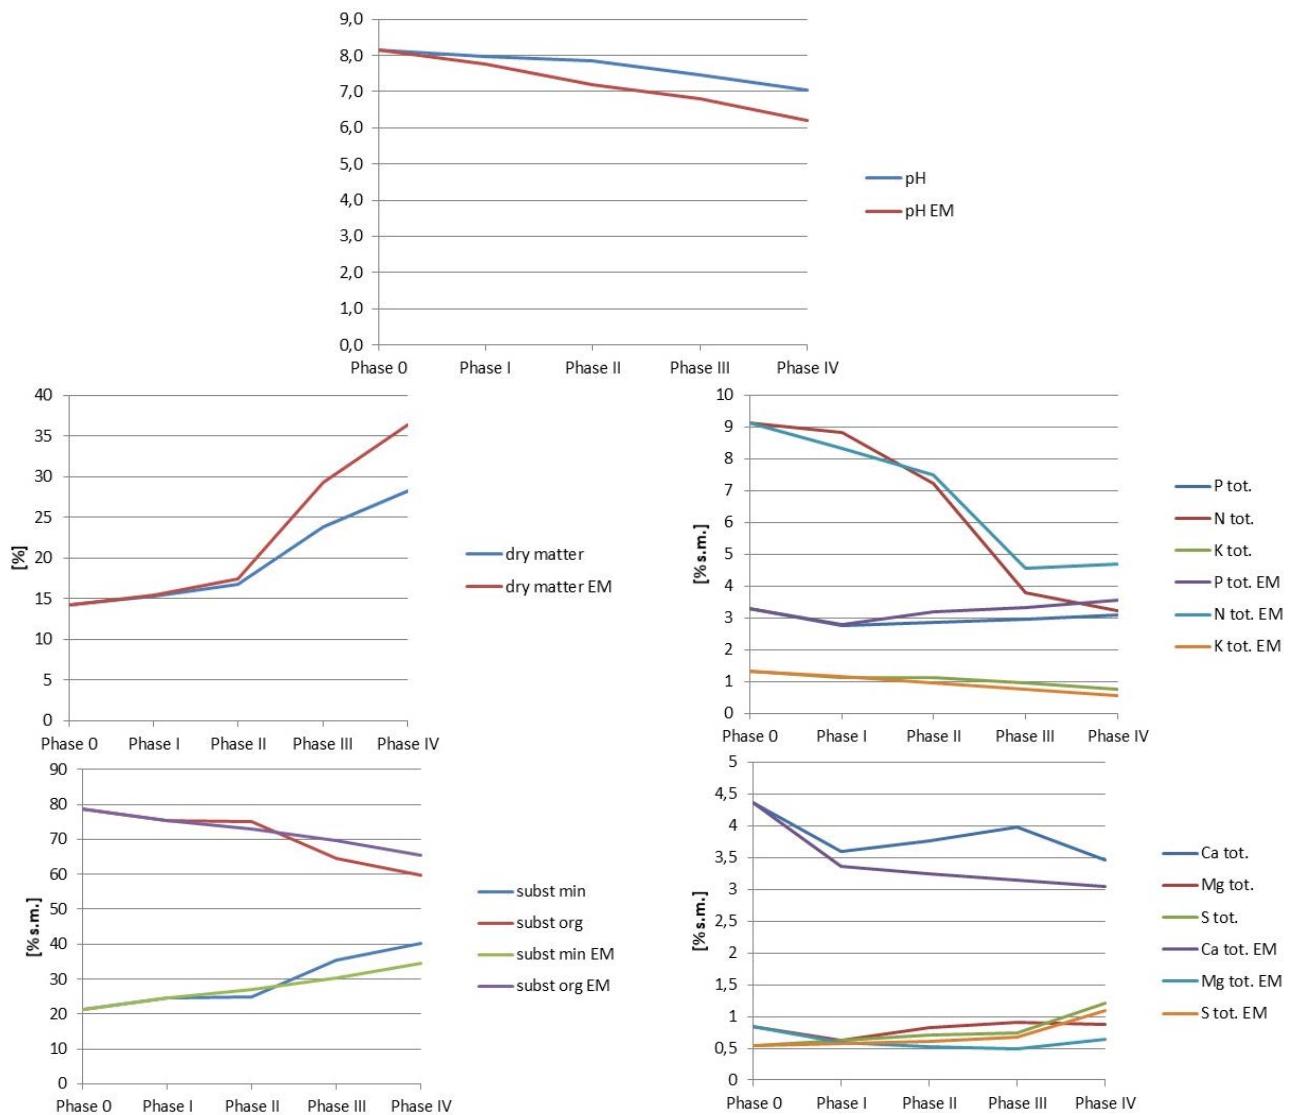 9,0
8,0
7,0
6,0
5,0
4,0
3,0
2,0
1,0
0,0
Phase 0 Phase I Phase II Phase III Phase IV
pH
pH EM
40
35
30
25
20
15
10
5
0
[%]
Phase 0 Phase I Phase II Phase III Phase IV
dry matter
dry matter EM
10
9
8
7
6
5
4
3
2
1
0
[% s.m.]
Phase 0 Phase I Phase II Phase III Phase IV
P tot.
N tot.
K tot.
P tot. EM
N tot. EM
K tot. EM
90
80
70
60
50
40
30
20
10
0
[% s.m.]
Phase 0 Phase I Phase II Phase III Phase IV
subst min
subst org
subst min EM
subst org EM
5
4,5
4
3,5
3
2,5
2
1,5
1
0,5
0
[% s.m.]
Phase 0 Phase I Phase II Phase III Phase IV
Ca tot.
Mg tot.
S tot.
Ca tot. EM
Mg tot. EM
S tot. EM